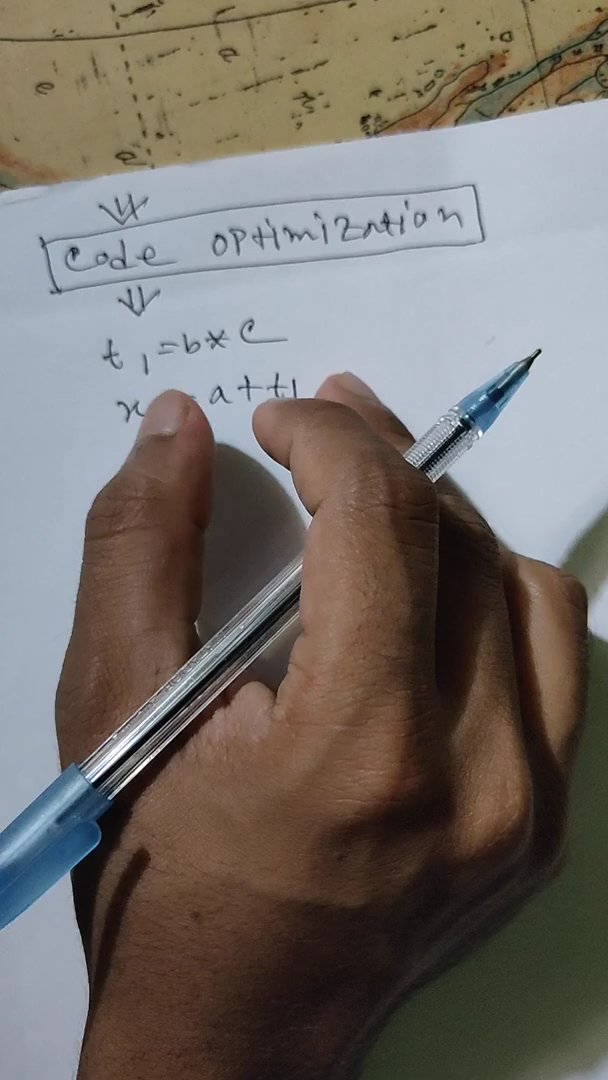 Code optimization
t1=b*c
x = a+t1